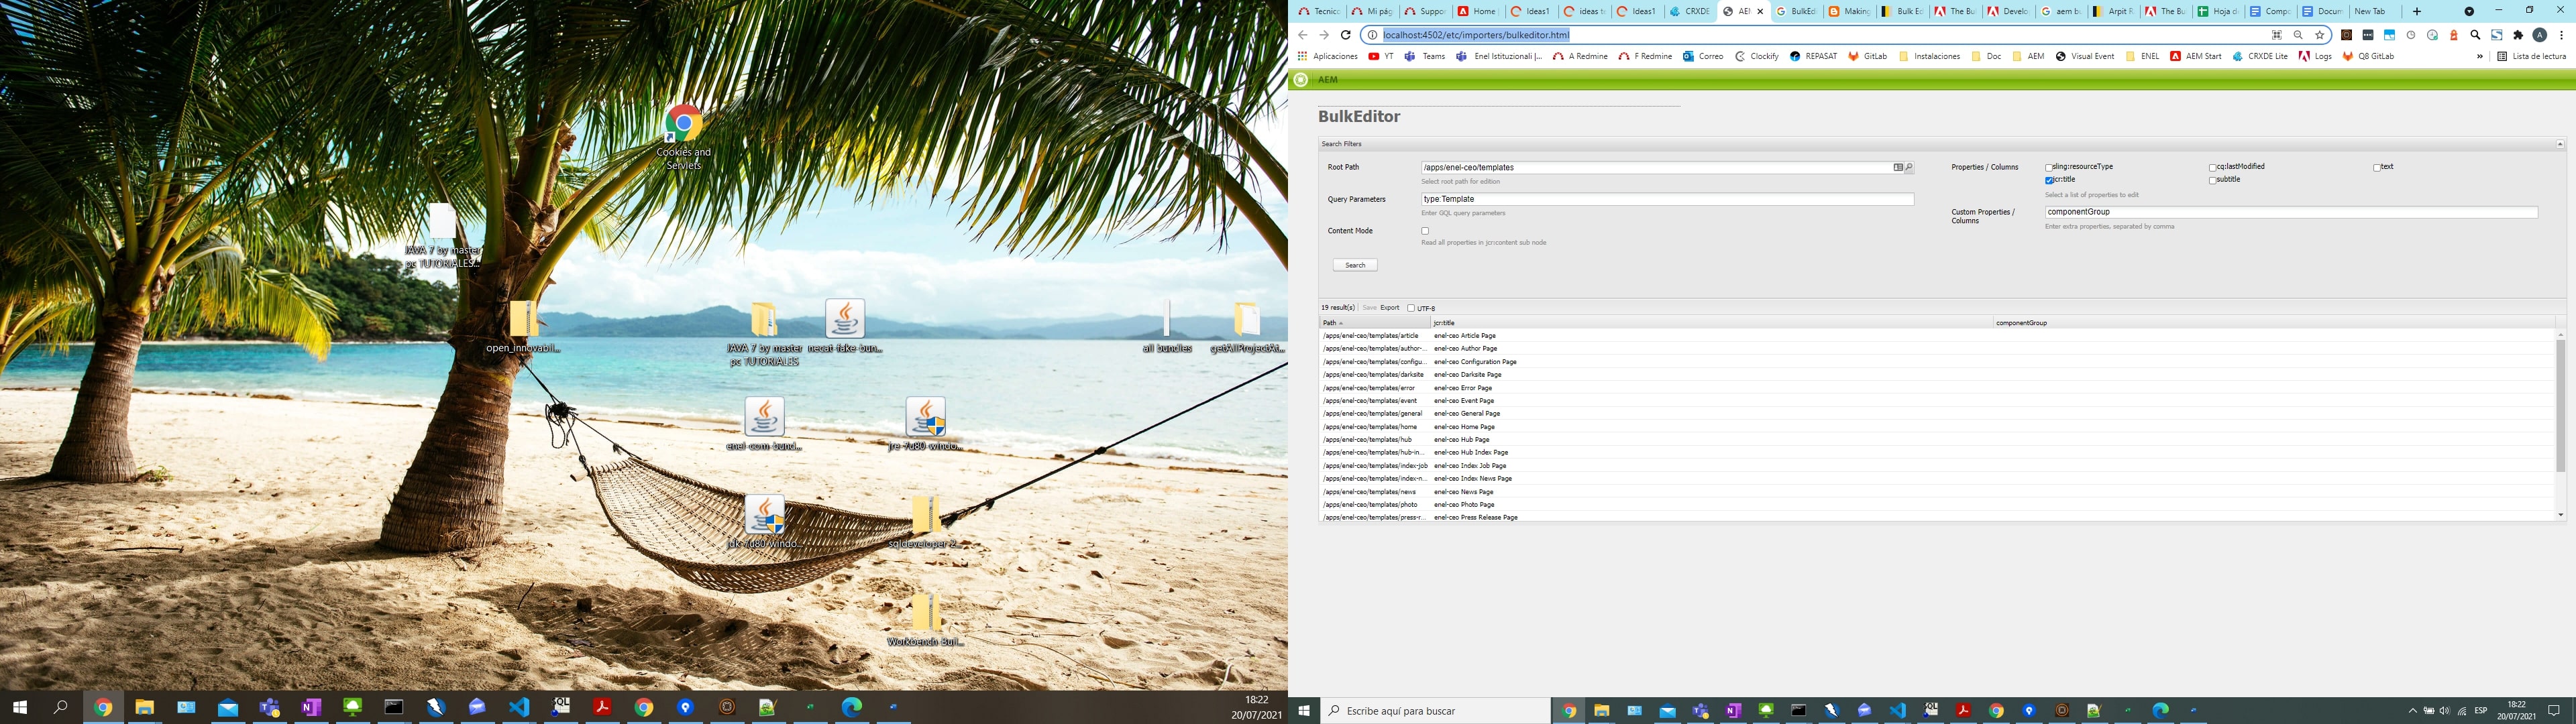 Cookies and
Servlets
JAVA 7 by master
pc TUTORIALES...
open_innovabil...
JAVA 7 by master
pc TUTORIALES
necat-fake-bun...
all bundles
getAllProjectAt...
enel-com-bund...
jre-7u80-windo...
jdk-7u80-windo...
sqldeveloper-2...
Workbench-Buil...
18:22
20/07/2021
Tecnico
Mi pág
Suppor
Home
Ideas1
ideas te
Ideas1
CRXDE
AEM
BulkEdi
Making
Bulk Ed
The Bul
Develo
aem bu
Arpit P
The Bu
Hoja d
Compo
Docum
New Tab
localhost:4502/etc/importers/bulkeditor.html
Aplicaciones
YT
Teams
Enel Istituzionali |...
A Redmine
F Redmine
Correo
Clockify
REPASAT
GitLab
Instalaciones
Doc
AEM
Visual Event
ENEL
AEM Start
CRXDE Lite
Logs
Q8 GitLab
»
Lista de lectura
AEM
BulkEditor
Search Filters
Root Path
/apps/enel-ceo/templates
Select root path for edition
Query Parameters
type:Template
Enter GQL query parameters
Content Mode
Read all properties in jcr:content sub node
Search
Properties / Columns
sling:resourceType
cq:lastModified
text
jcr:title
subtitle
Select a list of properties to edit
Custom Properties /
Columns
componentGroup
Enter extra properties, separated by comma
19 result(s)
Save
Export
UTF-8
Path
jcr:title
componentGroup
/apps/enel-ceo/templates/article enel-ceo Article Page
/apps/enel-ceo/templates/author-... enel-ceo Author Page
/apps/enel-ceo/templates/configu... enel-ceo Configuration Page
/apps/enel-ceo/templates/darksite enel-ceo Darksite Page
/apps/enel-ceo/templates/error enel-ceo Error Page
/apps/enel-ceo/templates/event enel-ceo Event Page
/apps/enel-ceo/templates/general enel-ceo General Page
/apps/enel-ceo/templates/home enel-ceo Home Page
/apps/enel-ceo/templates/hub enel-ceo Hub Page
/apps/enel-ceo/templates/hub-in... enel-ceo Hub Index Page
/apps/enel-ceo/templates/index-job enel-ceo Index Job Page
/apps/enel-ceo/templates/index-n... enel-ceo Index News Page
/apps/enel-ceo/templates/news enel-ceo News Page
/apps/enel-ceo/templates/photo enel-ceo Photo Page
/apps/enel-ceo/templates/press-r... enel-ceo Press Release Page
Escribe aquí para buscar
ESP
18:22
20/07/2021